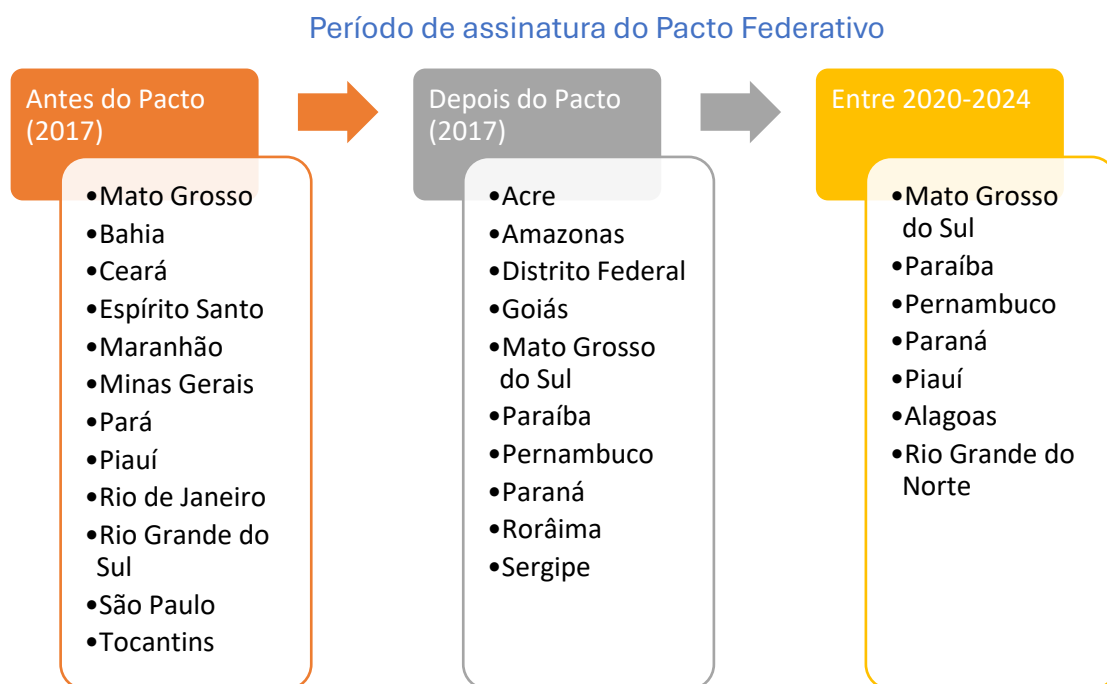 Período de assinatura do Pacto Federativo
Antes do Pacto
(2017)
•Mato Grosso
•Bahia
•Ceará
•Espírito Santo
•Maranhão
•Minas Gerais
•Pará
•Piauí
•Rio de Janeiro
•Rio Grande do
Sul
•São Paulo
•Tocantins
Depois do Pacto
(2017)
•Acre
•Amazonas
•Distrito Federal
•Goiás
•Mato Grosso
do Sul
•Paraíba
•Pernambuco
•Paraná
•Rorâima
•Sergipe
Entre 2020-2024
•Mato Grosso
do Sul
•Paraíba
•Pernambuco
•Paraná
•Piauí
•Alagoas
•Rio Grande do
Norte